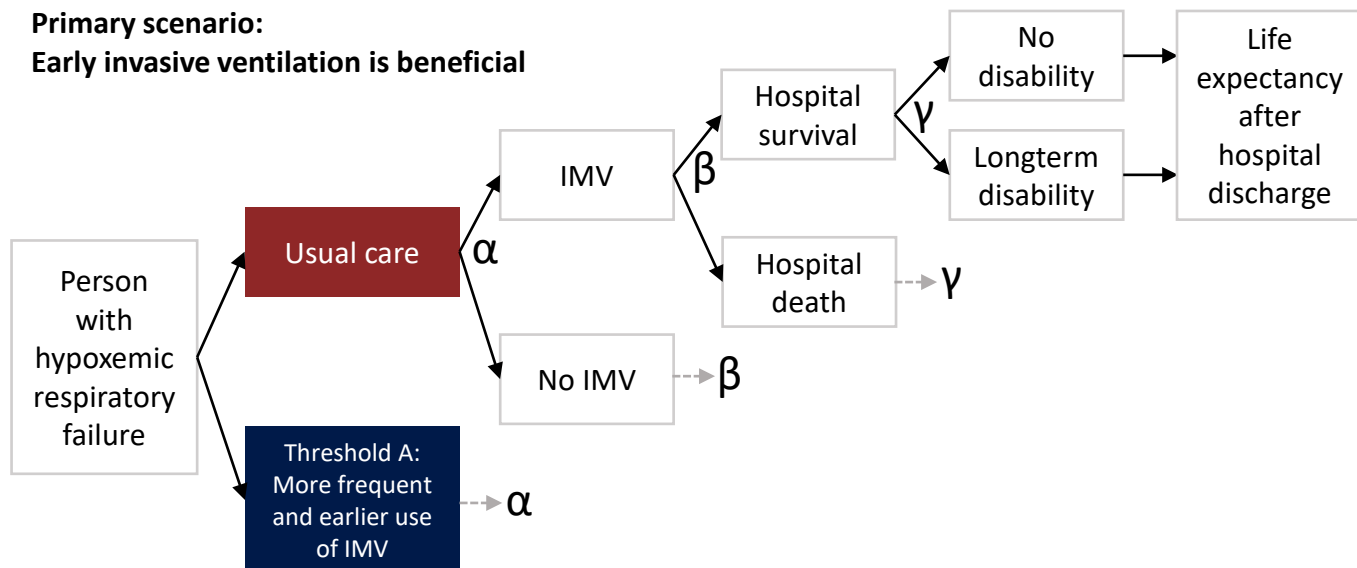 Primary scenario:
Early invasive ventilation is beneficial
Person
with
hypoxemic
respiratory
failure
Usual care
Threshold A:
More frequent
and earlier use
of IMV
α
α
IMV
No IMV
β
β
Hospital
survival
Hospital
death
γ
γ
No
disability
Longterm
disability
Life
expectancy
after
hospital
discharge